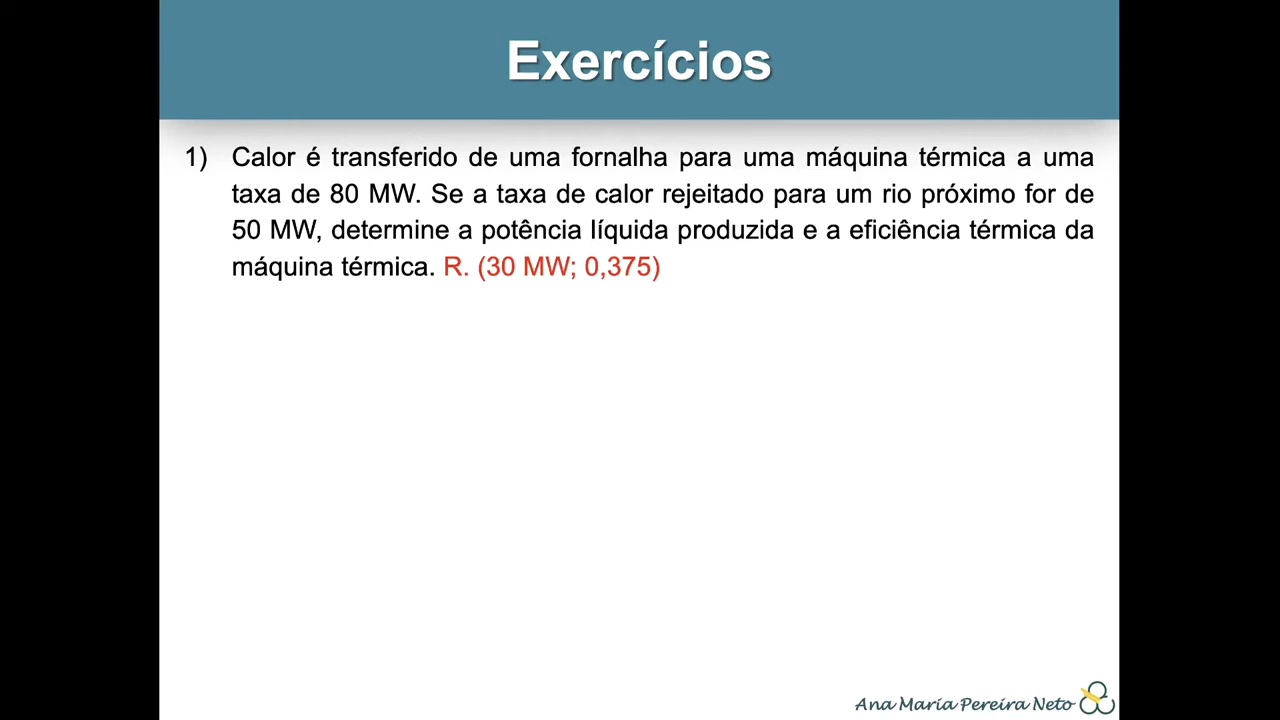 Exercícios
1) Calor é transferido de uma fornalha para uma máquina térmica a uma
taxa de 80 MW. Se a taxa de calor rejeitado para um rio próximo for de
50 MW, determine a potência líquida produzida e a eficiência térmica da
máquina térmica. R. (30 MW; 0,375)
Ana Maria Pereira Neto